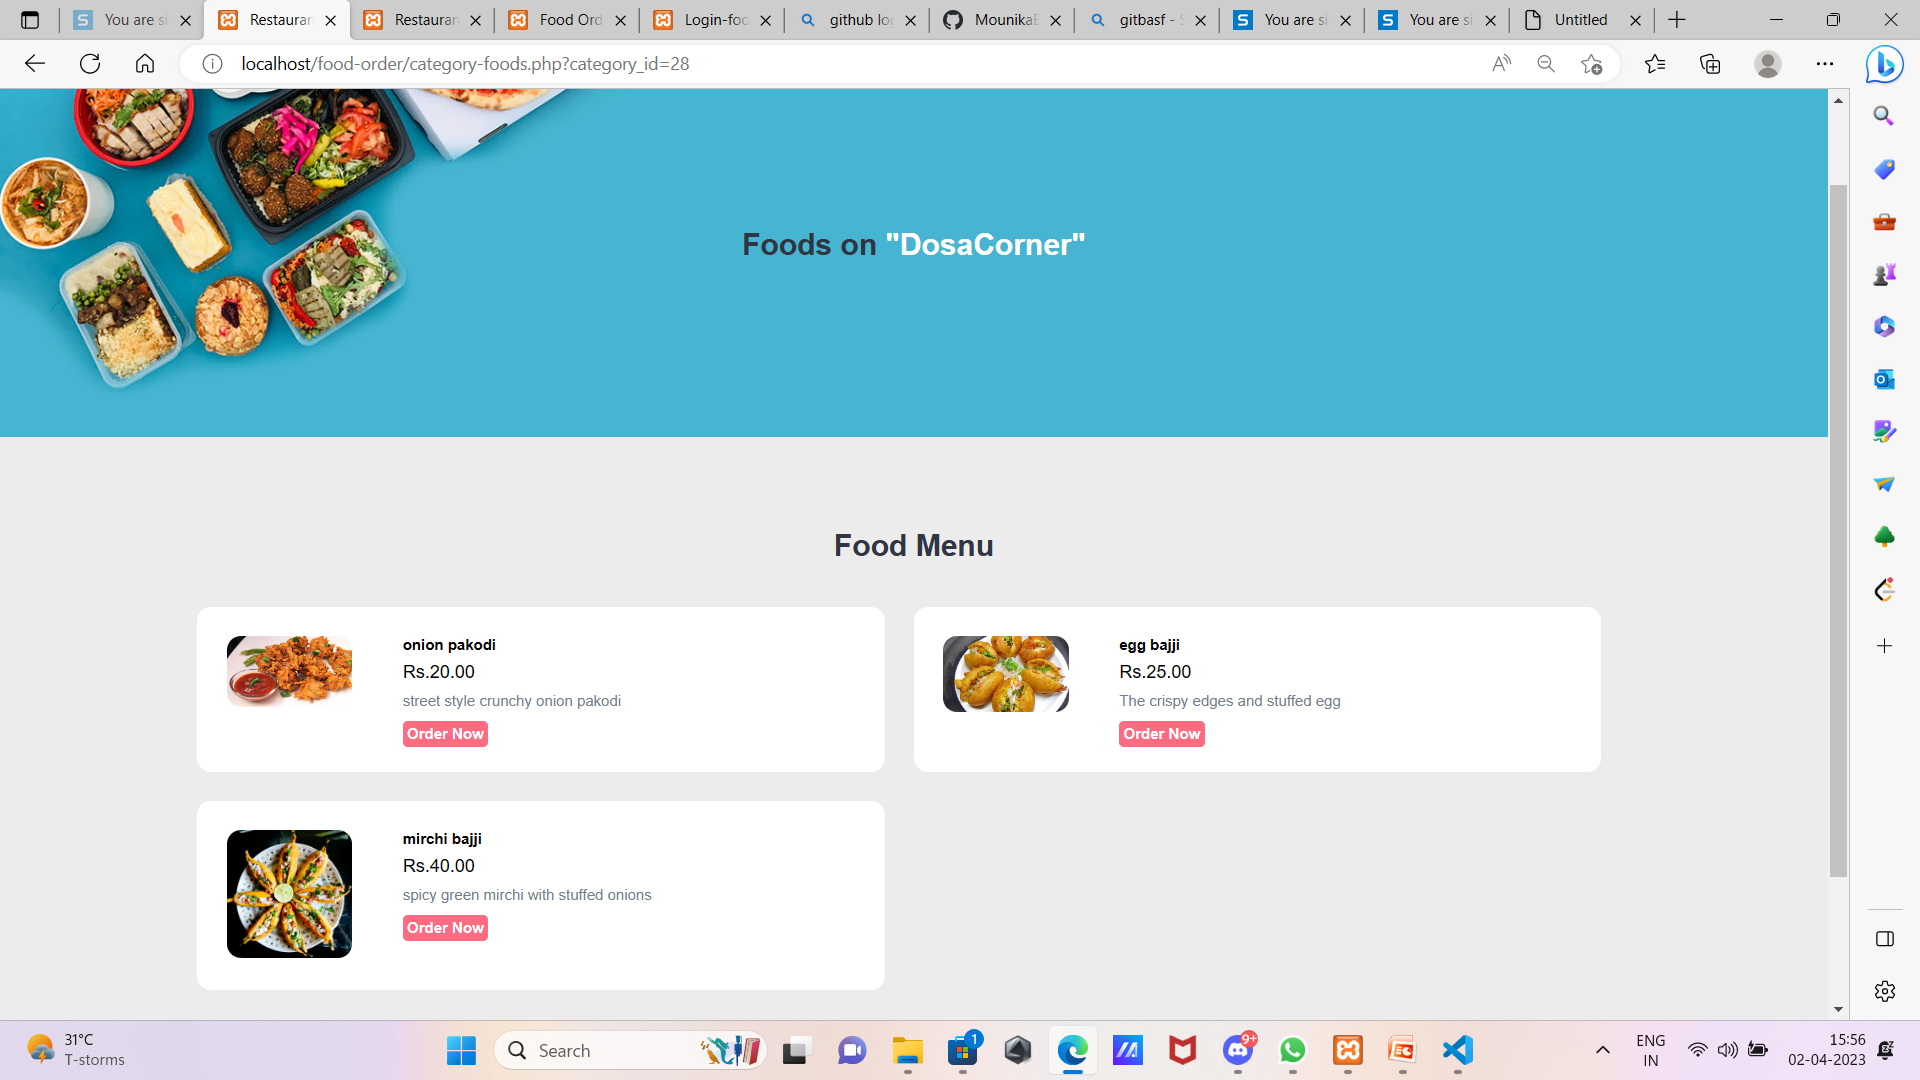 You are si
Restauran
Restauran
Food Ord
Login-foo
github log
MounikaB
gitbasf - S
You are si
You are si
Untitled
localhost/food-order/category-foods.php?category_id=28
Foods on "DosaCorner"
Food Menu
onion pakodi
Rs.20.00
street style crunchy onion pakodi
Order Now
egg bajji
Rs.25.00
The crispy edges and stuffed egg
Order Now
mirchi bajji
Rs.40.00
spicy green mirchi with stuffed onions
Order Now
31°C
T-storms
Search
1
9+
ENG
IN
15:56
02-04-2023